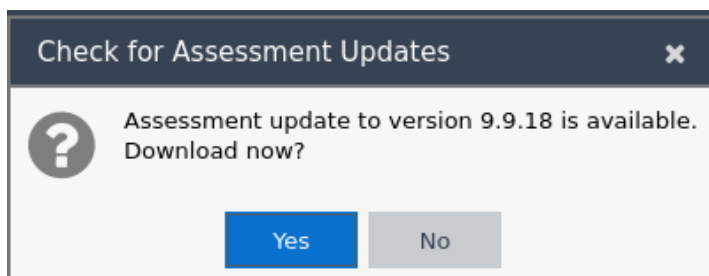 Check for Assessment Updates
Assessment update to version 9.9.18 is available.
Download now?
Yes No